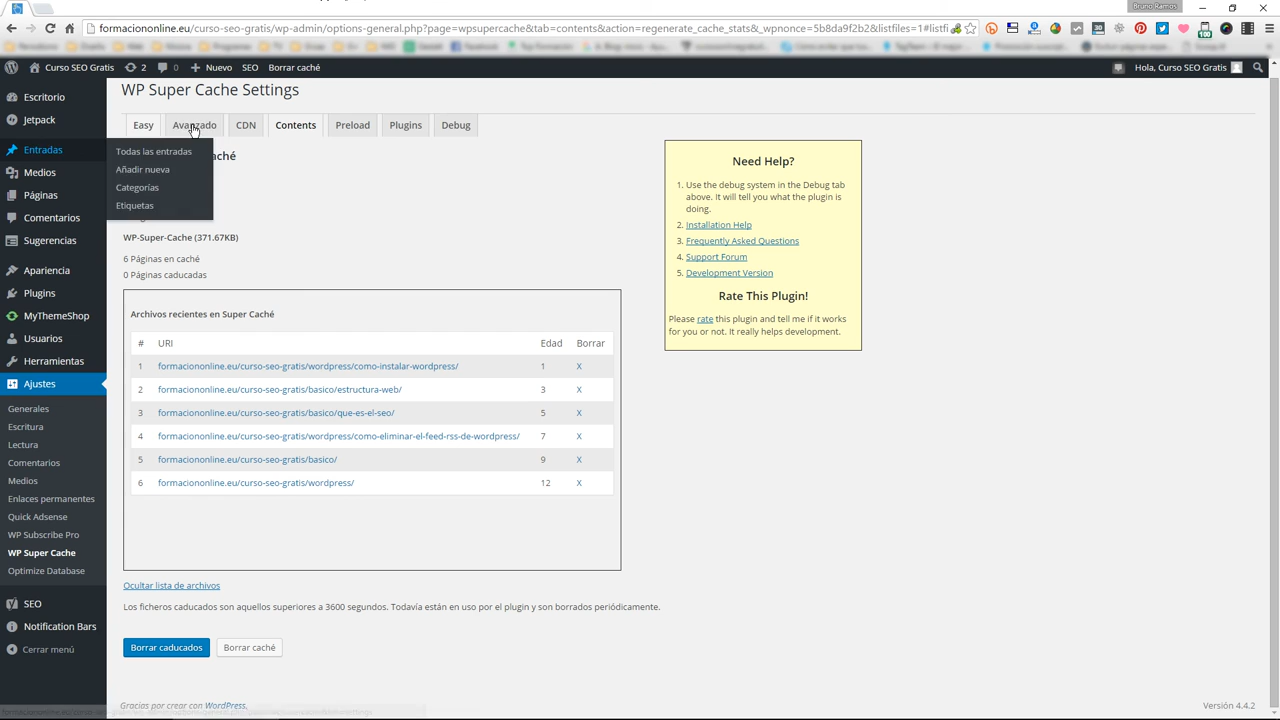 Bruno Ramos
formaciononline.eu/curso-seo-gratis/wp-admin/options-general.php?page=wpsupercache&tab=contents&action=regenerate_cache_stats&_wpnonce=5b8da9f2b2&listfiles=1#listfi
Curso SEO Gratis 2 0 Nuevo SEO Borrar caché Hola, Curso SEO Gratis
Escritorio
Jetpack
Entradas
Medios
Páginas
Comentarios
Sugerencias
Apariencia
Plugins
MyThemeShop
Usuarios
Herramientas
Ajustes
Generales
Escritura
Lectura
Comentarios
Medios
Enlaces permanentes
Quick Adsense
WP Subscribe Pro
WP Super Cache
Optimize Database
SEO
Notification Bars
Cerrar menú
Todas las entradas
Añadir nueva
Categorías
Etiquetas
WP Super Cache Settings
Easy Avanzado CDN Contents Preload Plugins Debug
aché
WP-Super-Cache (371.67KB)
6 Páginas en caché
0 Páginas caducadas
Archivos recientes en Super Caché
# URI Edad Borrar
1 formaciononline.eu/curso-seo-gratis/wordpress/como-instalar-wordpress/ 1 X
2 formaciononline.eu/curso-seo-gratis/basico/estructura-web/ 3 X
3 formaciononline.eu/curso-seo-gratis/basico/que-es-el-seo/ 5 X
4 formaciononline.eu/curso-seo-gratis/wordpress/como-eliminar-el-feed-rss-de-wordpress/ 7 X
5 formaciononline.eu/curso-seo-gratis/basico/ 9 X
6 formaciononline.eu/curso-seo-gratis/wordpress/ 12 X
Ocultar lista de archivos
Los ficheros caducados son aquellos superiores a 3600 segundos. Todavía están en uso por el plugin y son borrados periódicamente.
Borrar caducados Borrar caché
Need Help?
1. Use the debug system in the Debug tab
above. It will tell you what the plugin is
doing.
2. Installation Help
3. Frequently Asked Questions
4. Support Forum
5. Development Version
Rate This Plugin!
Please rate this plugin and tell me if it works
for you or not. It really helps development.
Gracias por crear con WordPress.
Versión 4.4.2